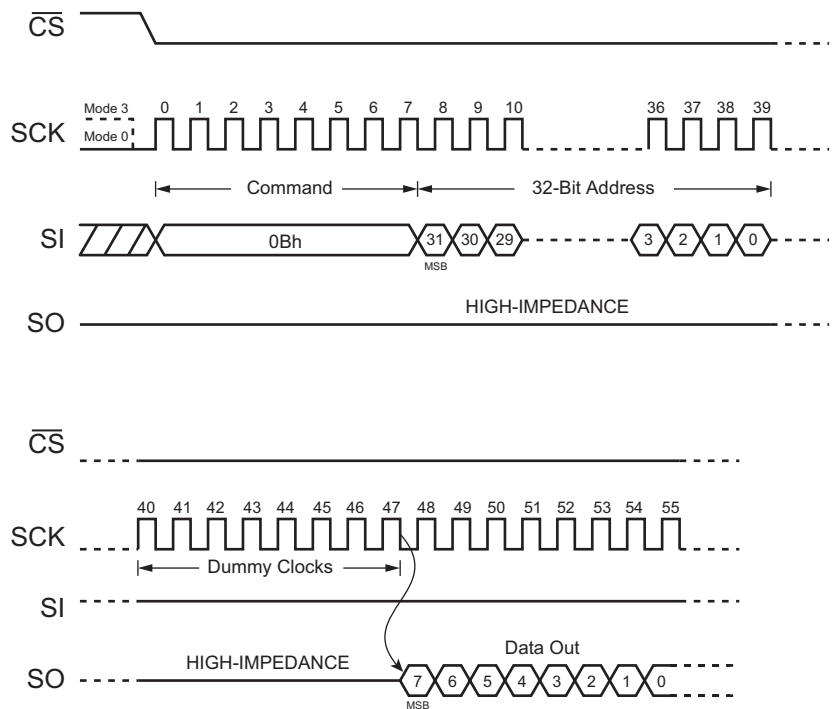 CS
Mode 3
Mode 0
SCK
0 1 2 3 4 5 6 7 8 9 10 36 37 38 39
Command 32-Bit Address
SI
0Bh 31 30 29 3 2 1 0
MSB
HIGH-IMPEDANCE
SO
CS
40 41 42 43 44 45 46 47 48 49 50 51 52 53 54 55
SCK
Dummy Clocks
SI
Data Out
HIGH-IMPEDANCE
SO
7 6 5 4 3 2 1 0
MSB